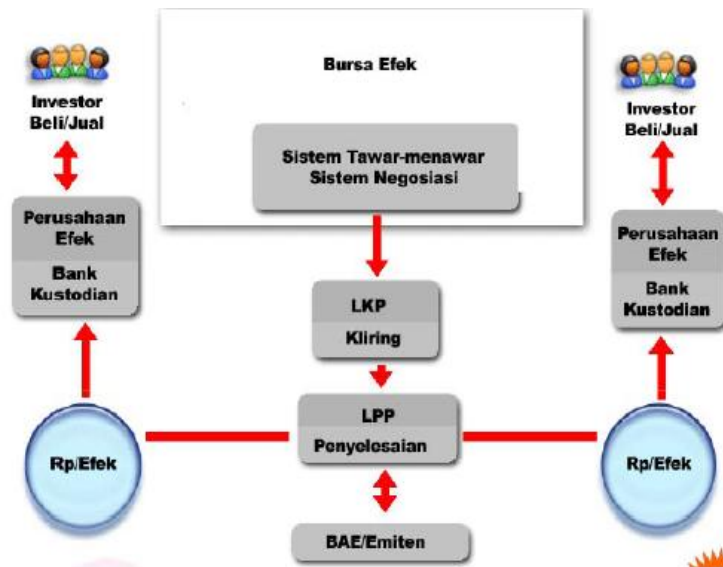 Bursa Efek
Investor
Beli/Jual
Investor
Beli/Jual
Sistem Tawar-menawar
Sistem Negosiasi
Perusahaan
Efek
Bank
Kustodian
Perusahaan
Efek
Bank
Kustodian
LKP
Kliring
LPP
Penyelesaian
Rp/Efek
Rp/Efek
BAE/Emiten